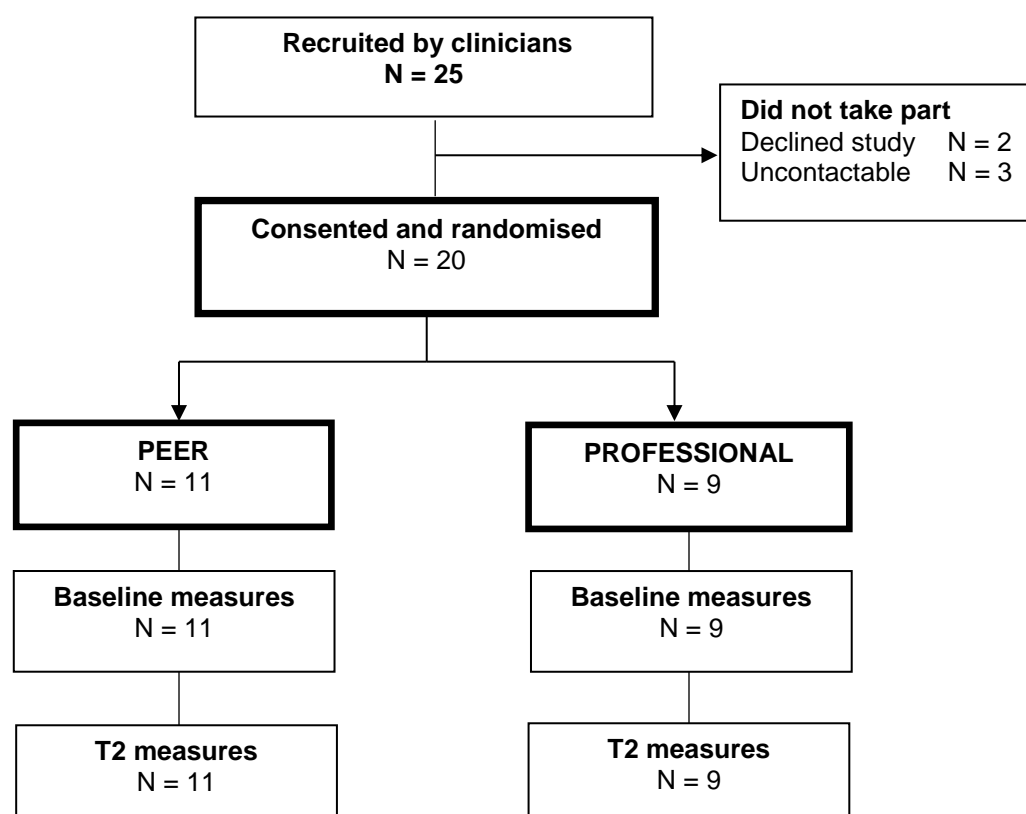 Recruited by clinicians
N = 25
Did not take part
Declined study N = 2
Uncontactable N = 3
Consented and randomised
N = 20
PEER
N = 11
PROFESSIONAL
N = 9
Baseline measures
N = 11
Baseline measures
N = 9
T2 measures
N = 11
T2 measures
N = 9